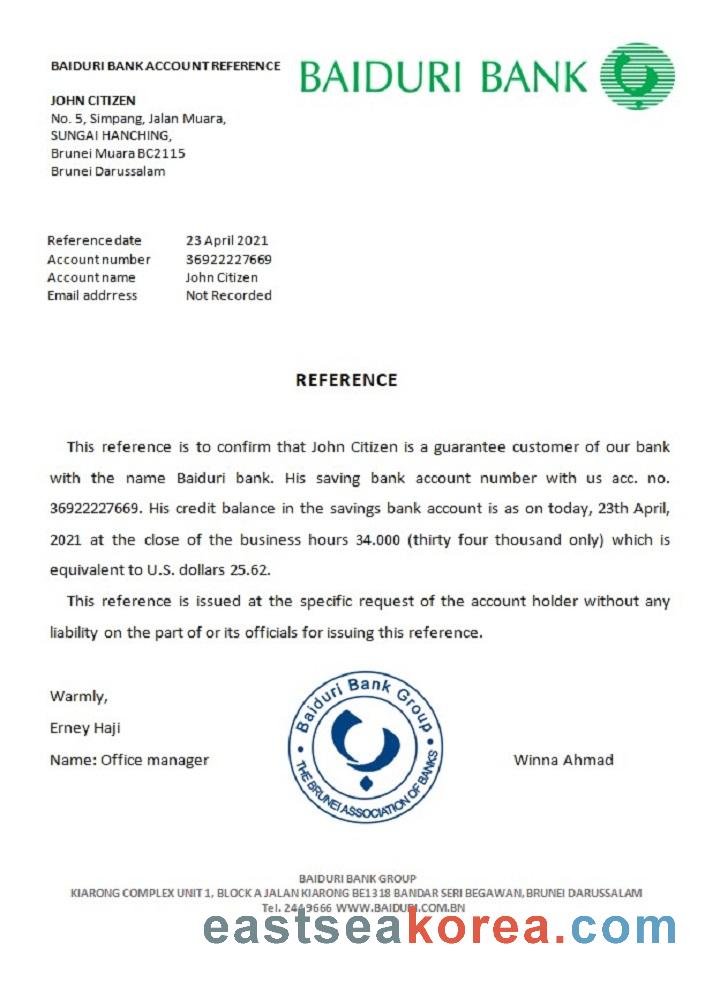 BAIDURI BANK ACCOUNT REFERENCE
BAIDURI BANK
JOHN CITIZEN
No. 5, Simpang, Jalan Muara,
SUNGAI HANCHING,
Brunei Muara BC2115
Brunei Darussalam
Reference date 23 April 2021
Account number 36922227669
Account name John Citizen
Email addrress Not Recorded
REFERENCE
This reference is to confirm that John Citizen is a guarantee customer of our bank
with the name Baiduri bank. His saving bank account number with us acc. no.
36922227669. His credit balance in the savings bank account is as on today, 23th April,
2021 at the close of the business hours 34.000 (thirty four thousand only) which is
equivalent to U.S. dollars 25.62.
This reference is issued at the specific request of the account holder without any
liability on the part of or its officials for issuing this reference.
Warmly,
Erney Haji
Name: Office manager
Baiduri Bank Group
THE BRUNEI ASSOCIATION OF BANKS
Winna Ahmad
BAIDURI BANK GROUP
KIARONG COMPLEX UNIT 1, BLOCK A JALAN KIARONG BE1318 BANDAR SERI BEGAWAN, BRUNEI DARUSSALAM
Tel. 244 9666 WWW.BAIDURI.COM.BN
eastseakorea.com